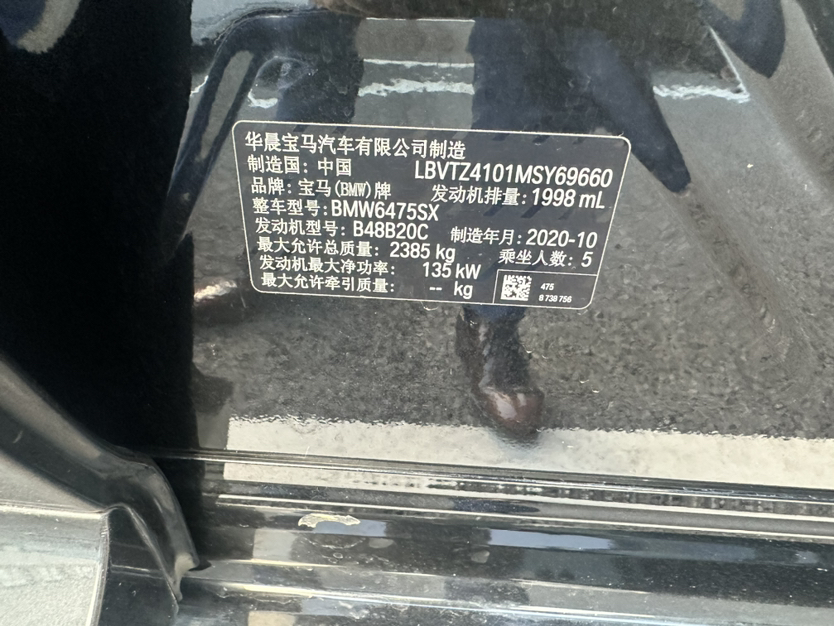 华晨宝马汽车有限公司制造
制造国: 中国 LBVTZ4101MSY69660
品牌: 宝马(BMW)牌 发动机排量: 1998 mL
整车型号: BMW6475SX
发动机型号: B48B20C 制造年月: 2020-10
最大允许总质量: 2385 kg 乘坐人数: 5
发动机最大净功率: 135 kW
最大允许牵引质量: -- kg
475
8 738 756